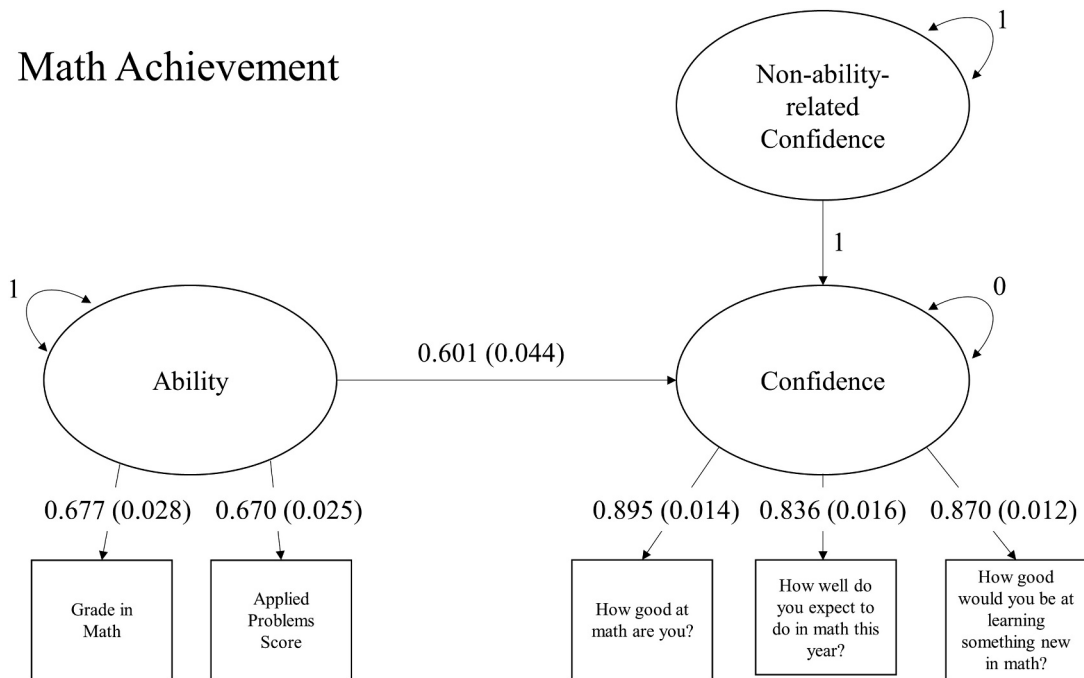 Math Achievement
1
Non-ability-
related
Confidence
1
1
0
0.601 (0.044)
Ability
Confidence
0.677 (0.028)
0.670 (0.025)
0.895 (0.014)
0.836 (0.016)
0.870 (0.012)
Grade in
Math
Applied
Problems
Score
How good at
math are you?
How well do
you expect to
do in math this
year?
How good
would you be at
learning
something new
in math?